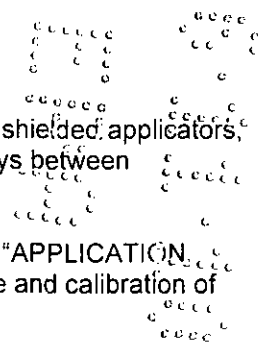 shielded applicators,
ys between
"APPLICATION
e and calibration of